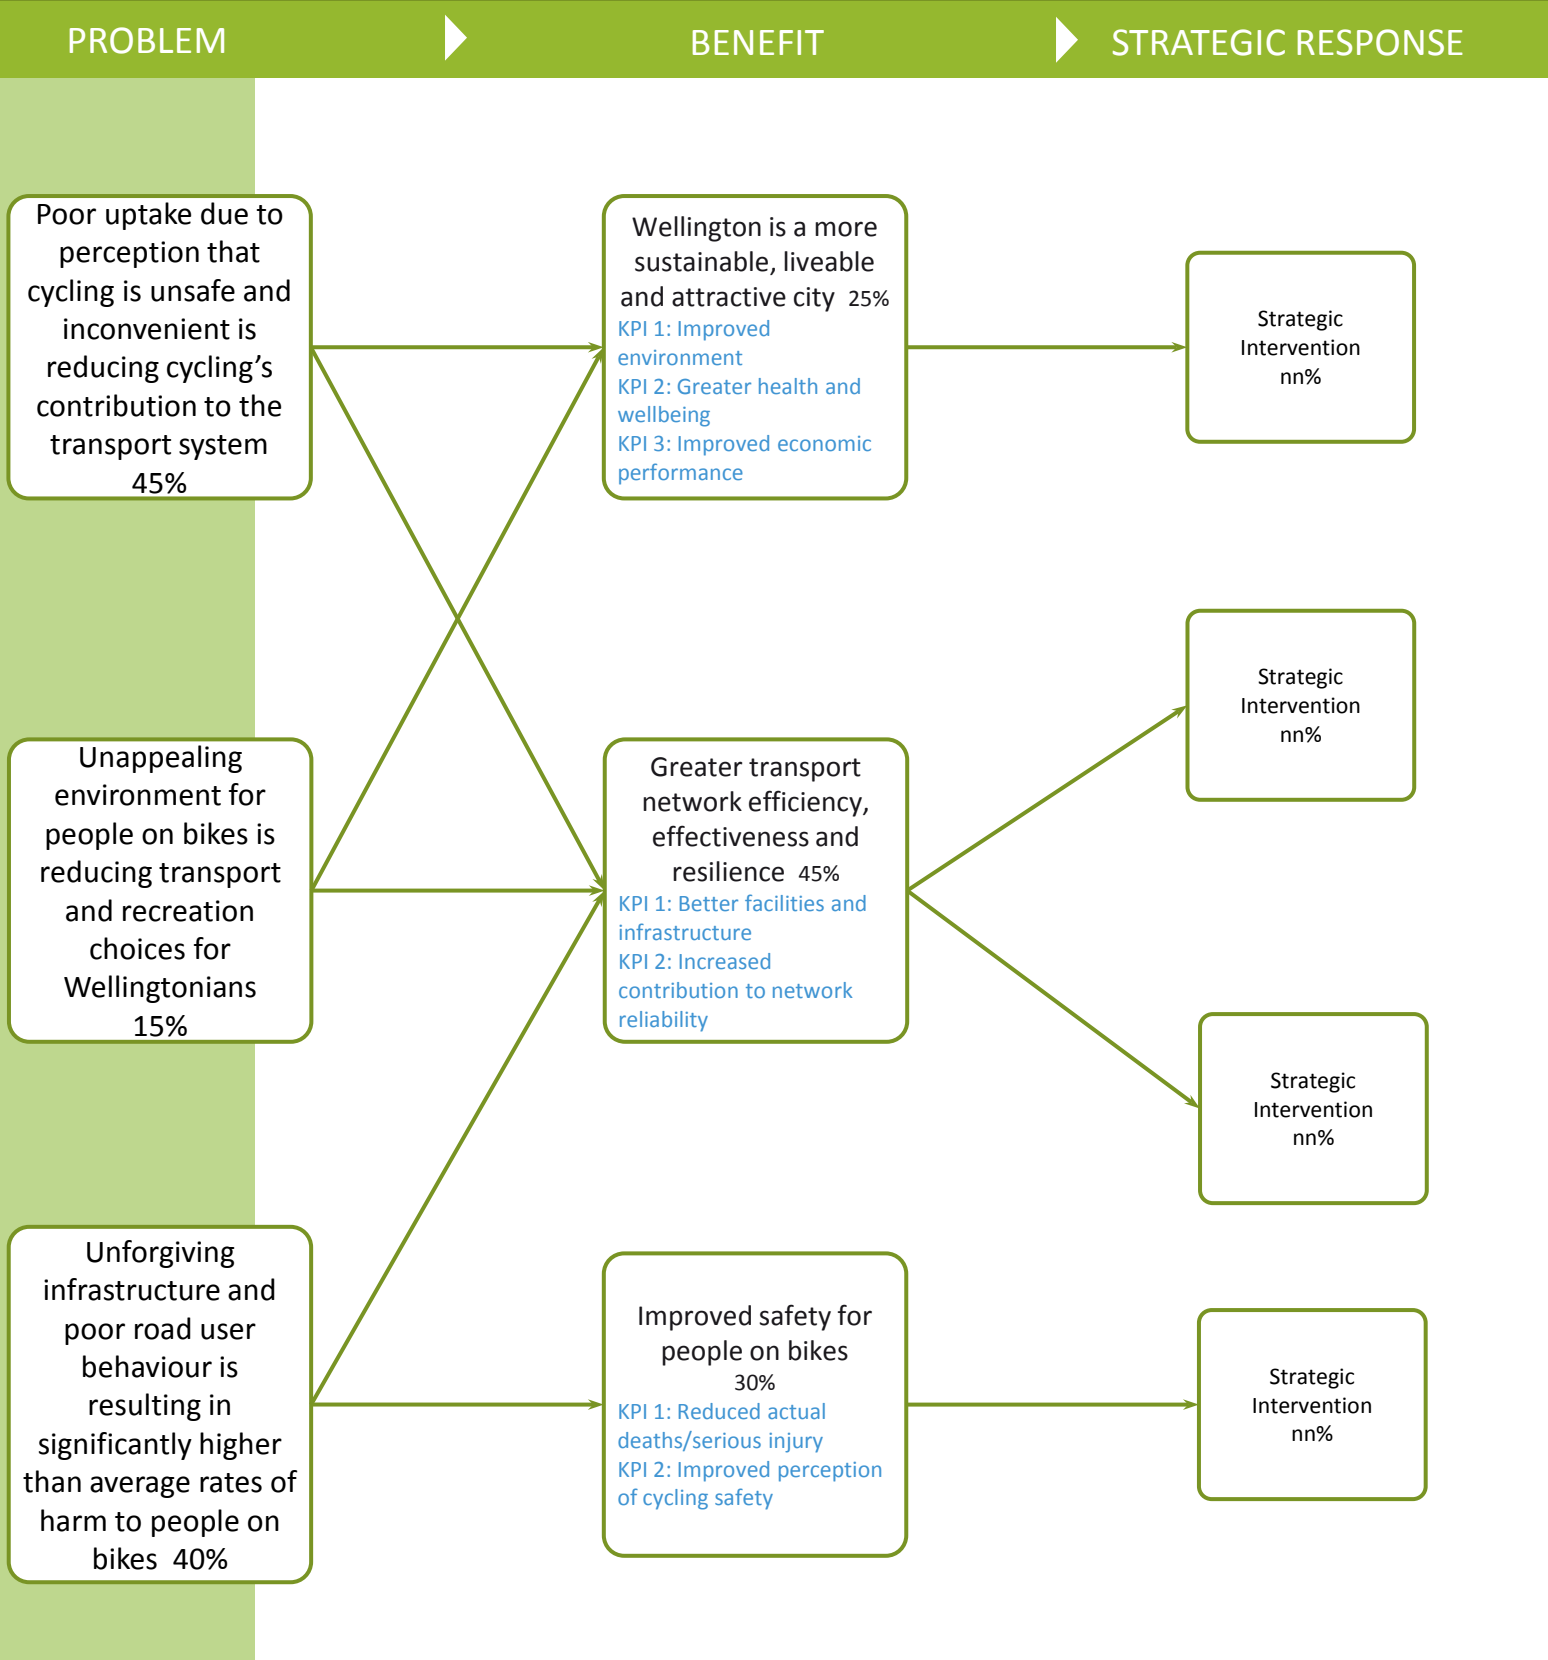 PROBLEM
BENEFIT
STRATEGIC RESPONSE
Poor uptake due to
perception that
cycling is unsafe and
inconvenient is
reducing cycling’s
contribution to the
transport system
45%
Unappealing
environment for
people on bikes is
reducing transport
and recreation
choices for
Wellingtonians
15%
Unforgiving
infrastructure and
poor road user
behaviour is
resulting in
significantly higher
than average rates of
harm to people on
bikes 40%
Wellington is a more
sustainable, liveable
and attractive city 25%
KPI 1: Improved
environment
KPI 2: Greater health and
wellbeing
KPI 3: Improved economic
performance
Greater transport
network efficiency,
effectiveness and
resilience 45%
KPI 1: Better facilities and
infrastructure
KPI 2: Increased
contribution to network
reliability
Improved safety for
people on bikes
30%
KPI 1: Reduced actual
deaths/serious injury
KPI 2: Improved perception
of cycling safety
Strategic
Intervention
nn%
Strategic
Intervention
nn%
Strategic
Intervention
nn%
Strategic
Intervention
nn%